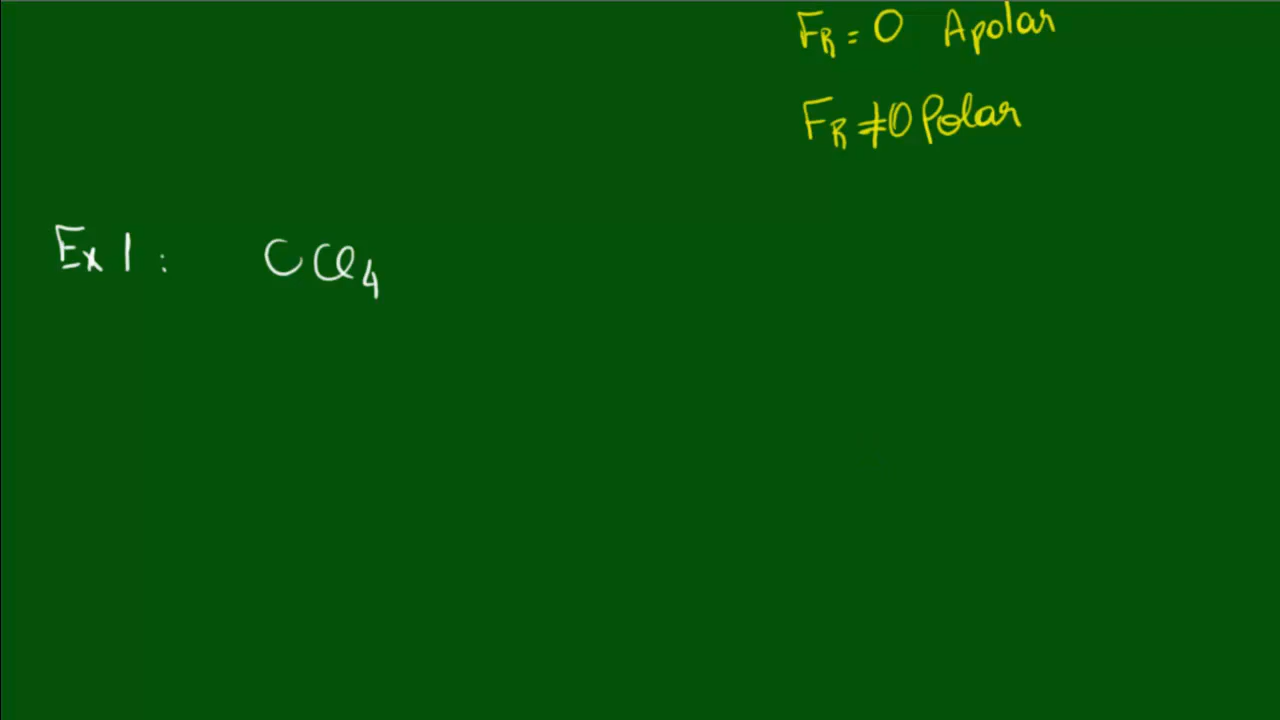 FR = 0 Apolar
FR ≠ 0 Polar
Ex 1: CCl4